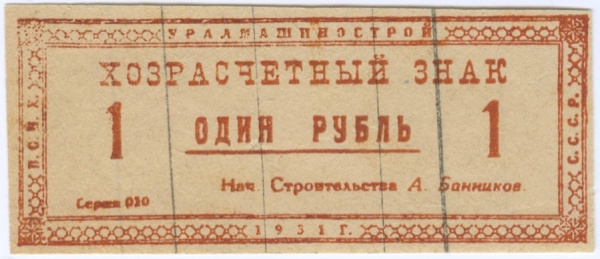 УРАЛМАШИНОСТРОЙ
ХОЗРАСЧЕТНЫЙ ЗНАК
1 ОДИН РУБЛЬ 1
Нач. Строительства А. Банников.
Серия 010
В.С.Н.Х.
С.С.С.Р.
1931 г.